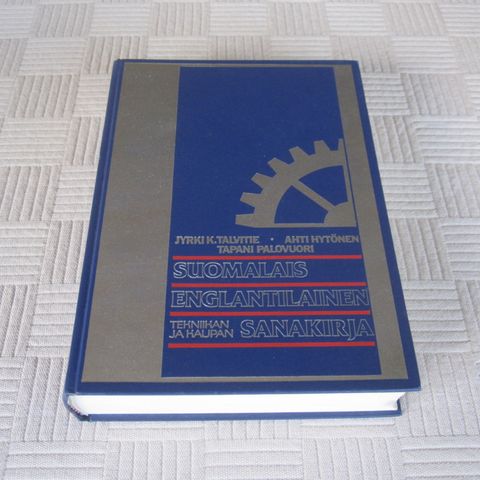 JYRKI K. TALVITIE • AHTI HYTÖNEN
TAPANI PALOVUORI
SUOMALAIS
ENGLANTILAINEN
TEKNIIKAN
JA KAUPAN SANAKIRJA